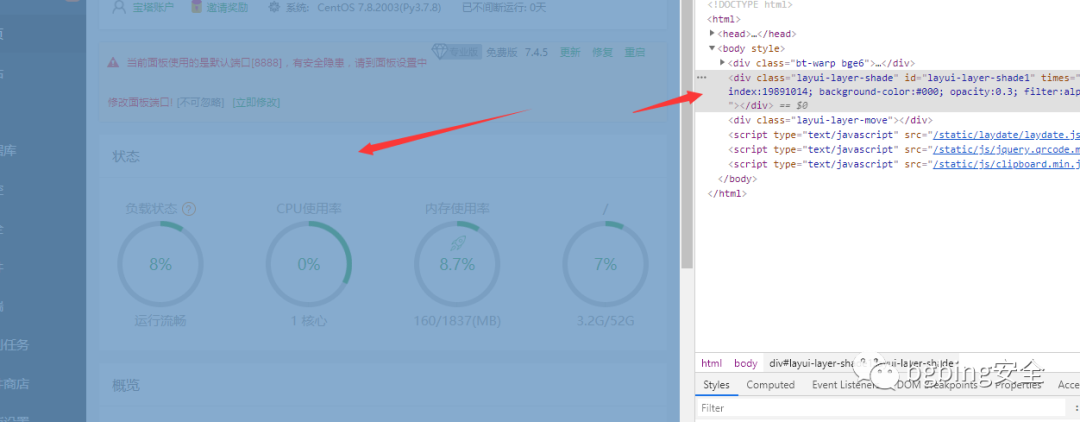 宝塔账户 邀请奖励 系统: CentOS 7.8.2003(Py3.7.8) 已不间断运行: 0天
专业版 免费版 7.4.5 更新 修复 重启
当前面板使用的是默认端口[8888], 有安全隐患, 请到面板设置中
修改面板端口! [不可忽略] [立即修改]
状态
负载状态 ? CPU使用率 内存使用率 /
8% 0% 8.7% 7%
运行流畅 1 核心 160/1837(MB) 3.2G/52G
概览
任务
商店
<!DOCTYPE html>
<html>
<head>…</head>
<body style>
<div class="bt-warp bge6">…</div>
<div class="layui-layer-shade" id="layui-layer-shade1" times="
index:19891014; background-color:#000; opacity:0.3; filter:alp
"></div> == $0
<div class="layui-layer-move"></div>
<script type="text/javascript" src="/static/laydate/laydate.js
<script type="text/javascript" src="/static/js/jquery.qrcode.m
<script type="text/javascript" src="/static/js/clipboard.min.j
</body>
</html>
html body div#layui-layer-shade1.layui-layer-shade
Styles Computed Event Listeners DOM Breakpoints Properties Acce
Filter
安全